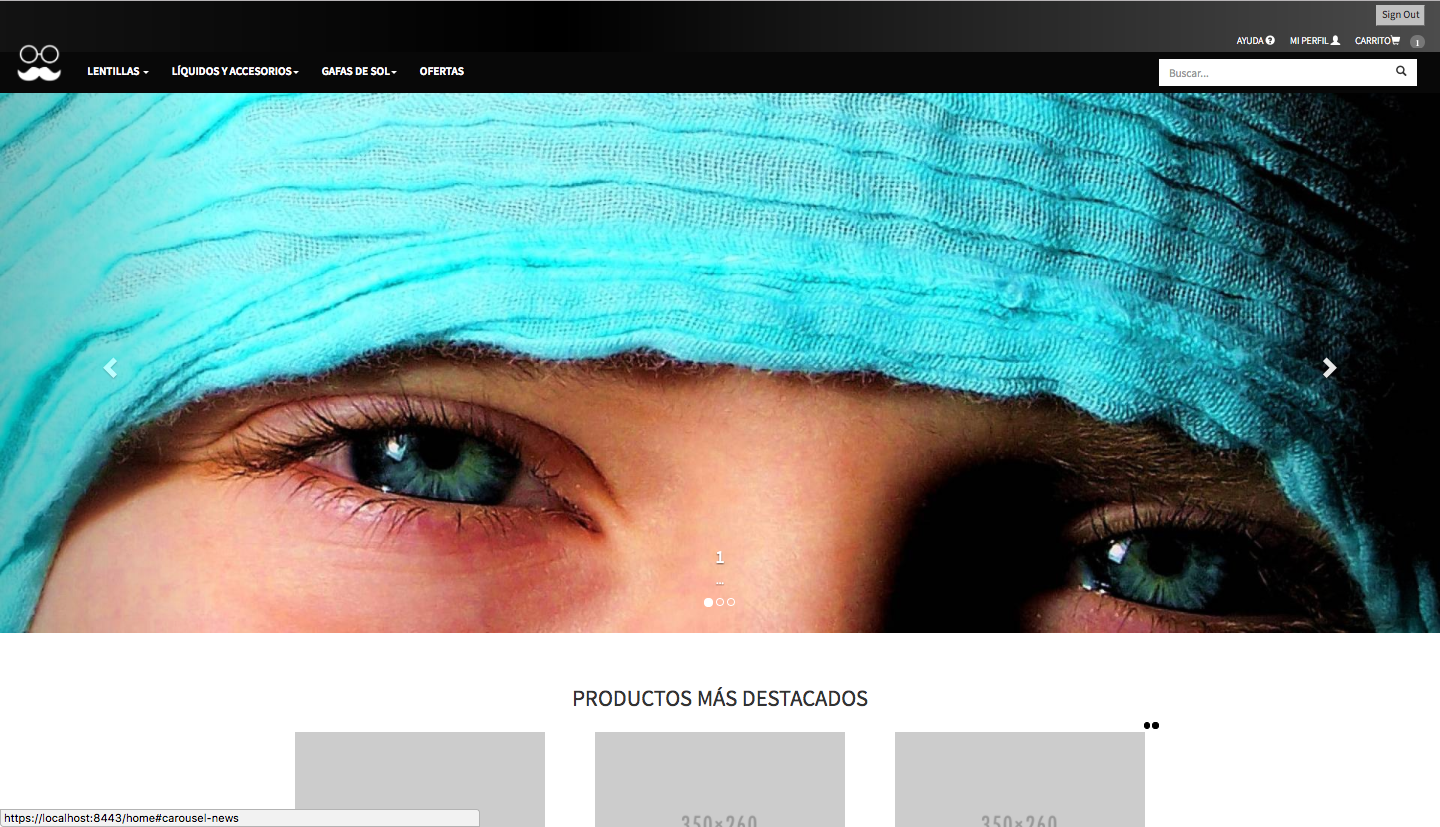 Sign Out
AYUDA MI PERFIL CARRITO 1
LENTILLAS LÍQUIDOS Y ACCESORIOS GAFAS DE SOL OFERTAS
Buscar...
1
...
PRODUCTOS MÁS DESTACADOS
350×260 350×260
https://localhost:8443/home#carousel-news